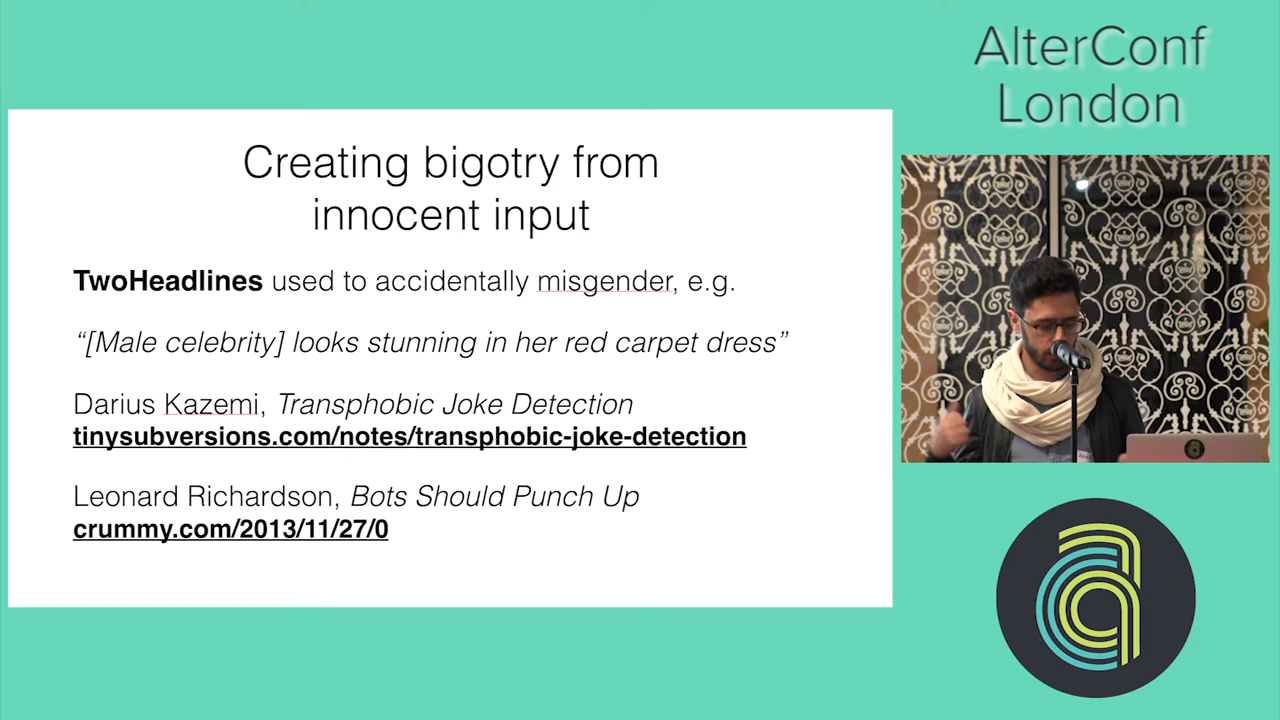 AlterConf
London
Creating bigotry from
innocent input
TwoHeadlines used to accidentally misgender, e.g.
“[Male celebrity] looks stunning in her red carpet dress”
Darius Kazemi, Transphobic Joke Detection
tinysubversions.com/notes/transphobic-joke-detection
Leonard Richardson, Bots Should Punch Up
crummy.com/2013/11/27/0